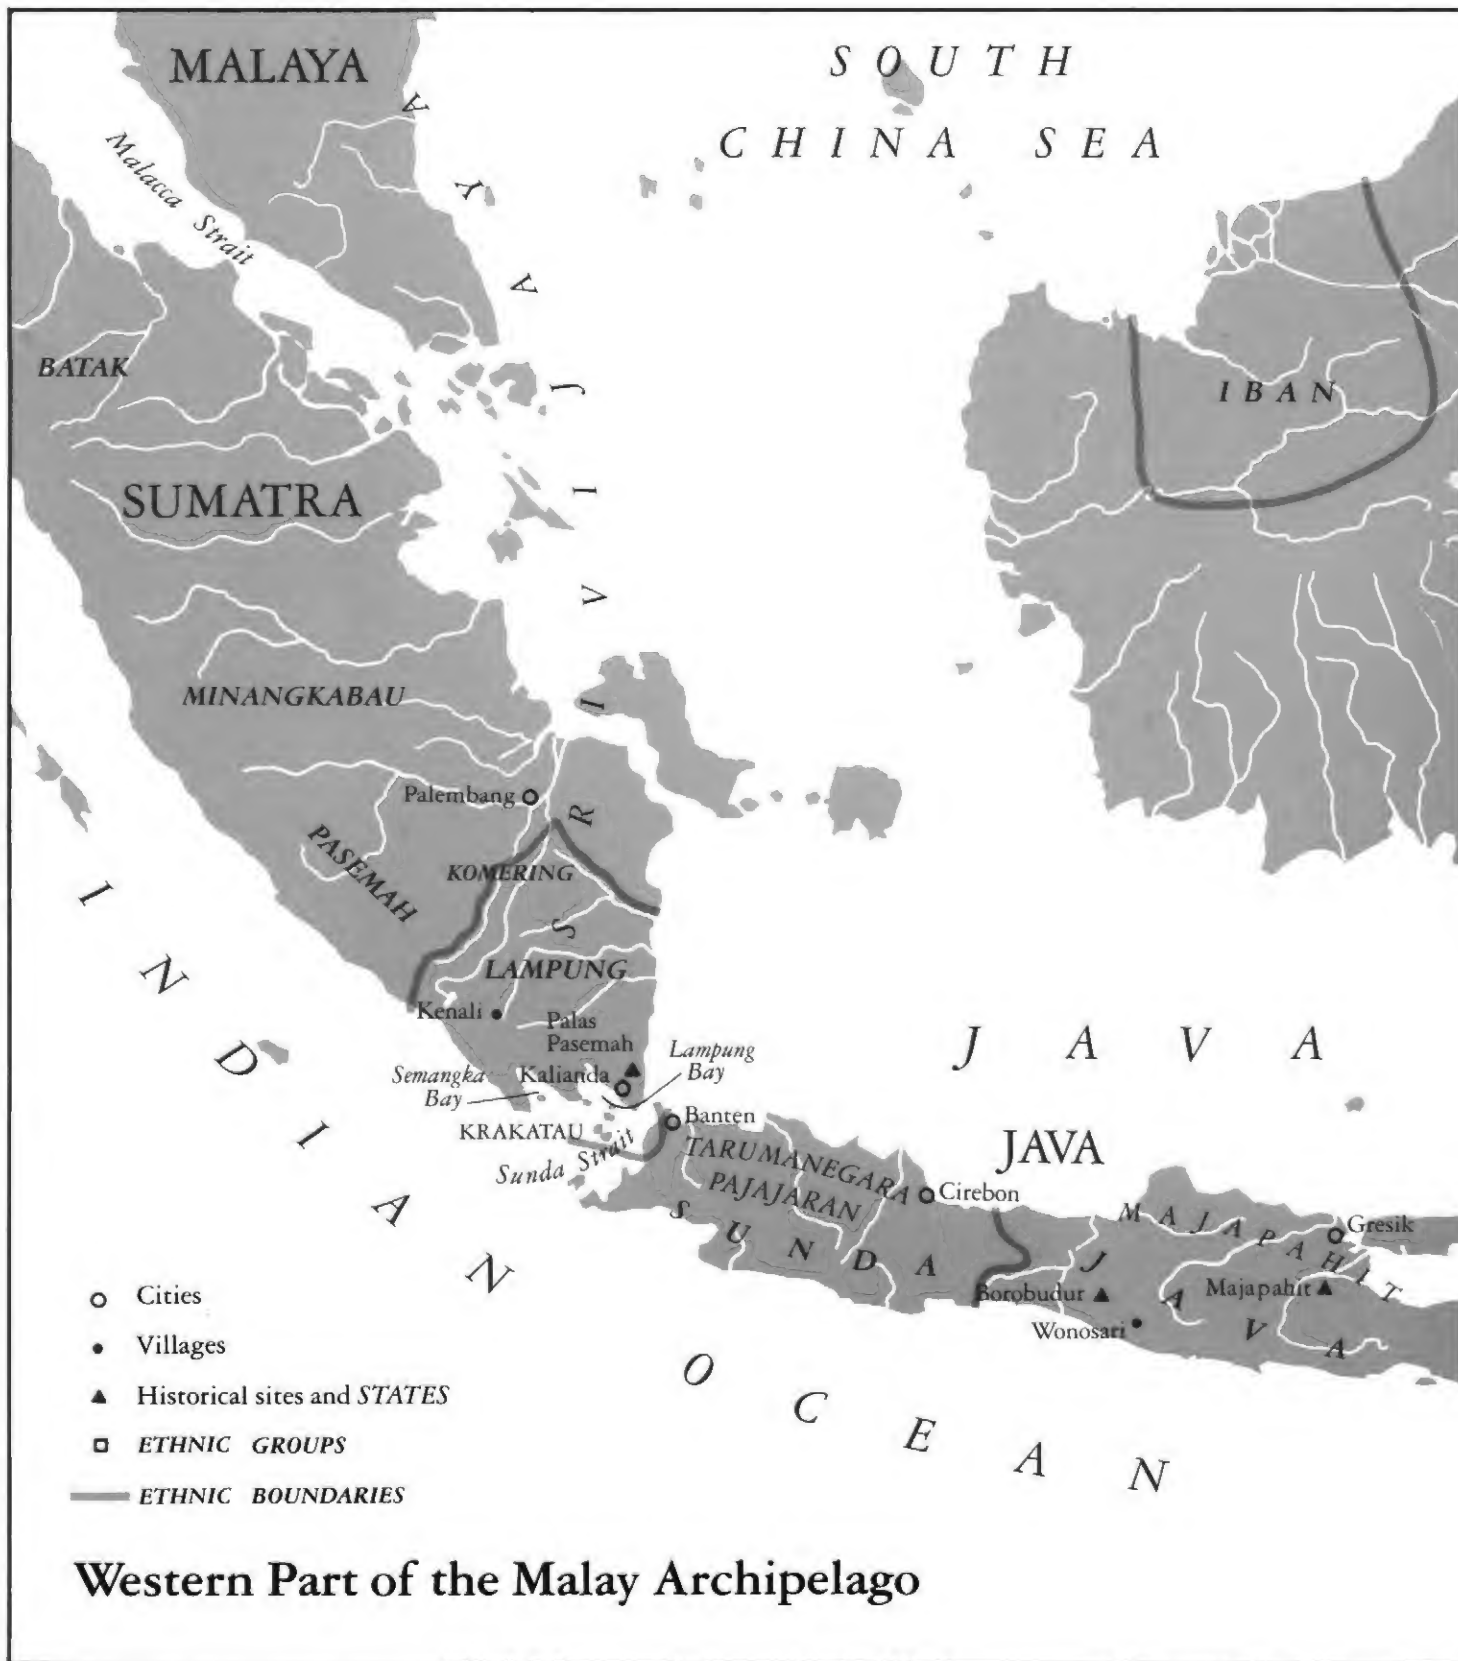 MALAYA
SOUTH
CHINA SEA
Malacca Strait
SRIVIJAYA
BATAK
IBAN
SUMATRA
MINANGKABAU
Palembang
PASEMAH
KOMERING
LAMPUNG
Kenali
Palas
Pasemah
Kalianda
Lampung
Bay
Semangka
Bay
KRAKATAU
Sunda Strait
Banten
TARUMANEGARA
PAJAJARAN
SUNDA
Cirebon
JAVA
JAVA
MAJAPAHIT
Gresik
JAVA
Borobudur
Majapahit
Wonosari
INDIAN
OCEAN
Cities
Villages
Historical sites and STATES
ETHNIC GROUPS
ETHNIC BOUNDARIES
Western Part of the Malay Archipelago